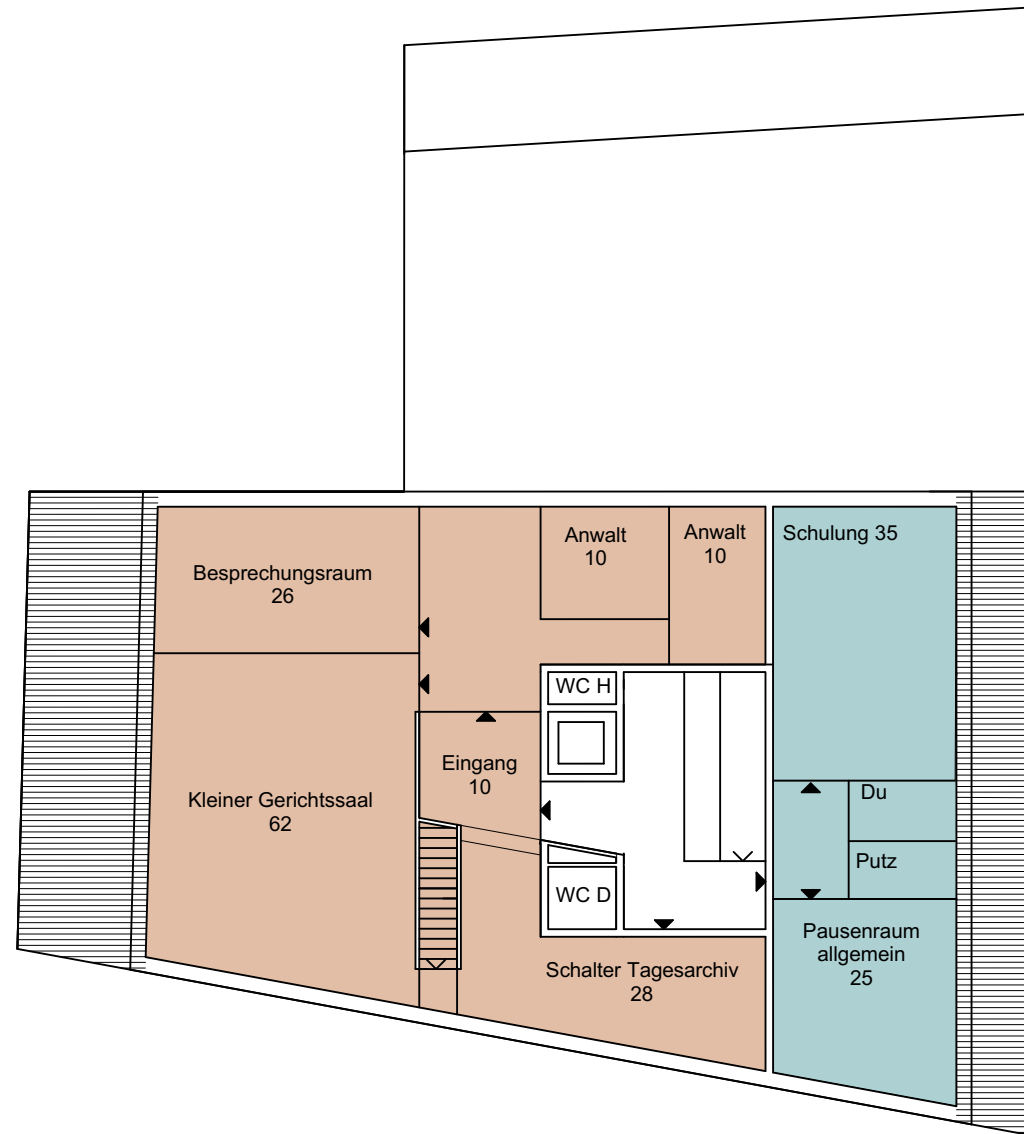 Anwalt
10
Anwalt
10
Schulung 35
Besprechungsraum
26
WC H
Eingang
10
Kleiner Gerichtssaal
62
Du
Putz
WC D
Pausenraum
allgemein
25
Schalter Tagesarchiv
28